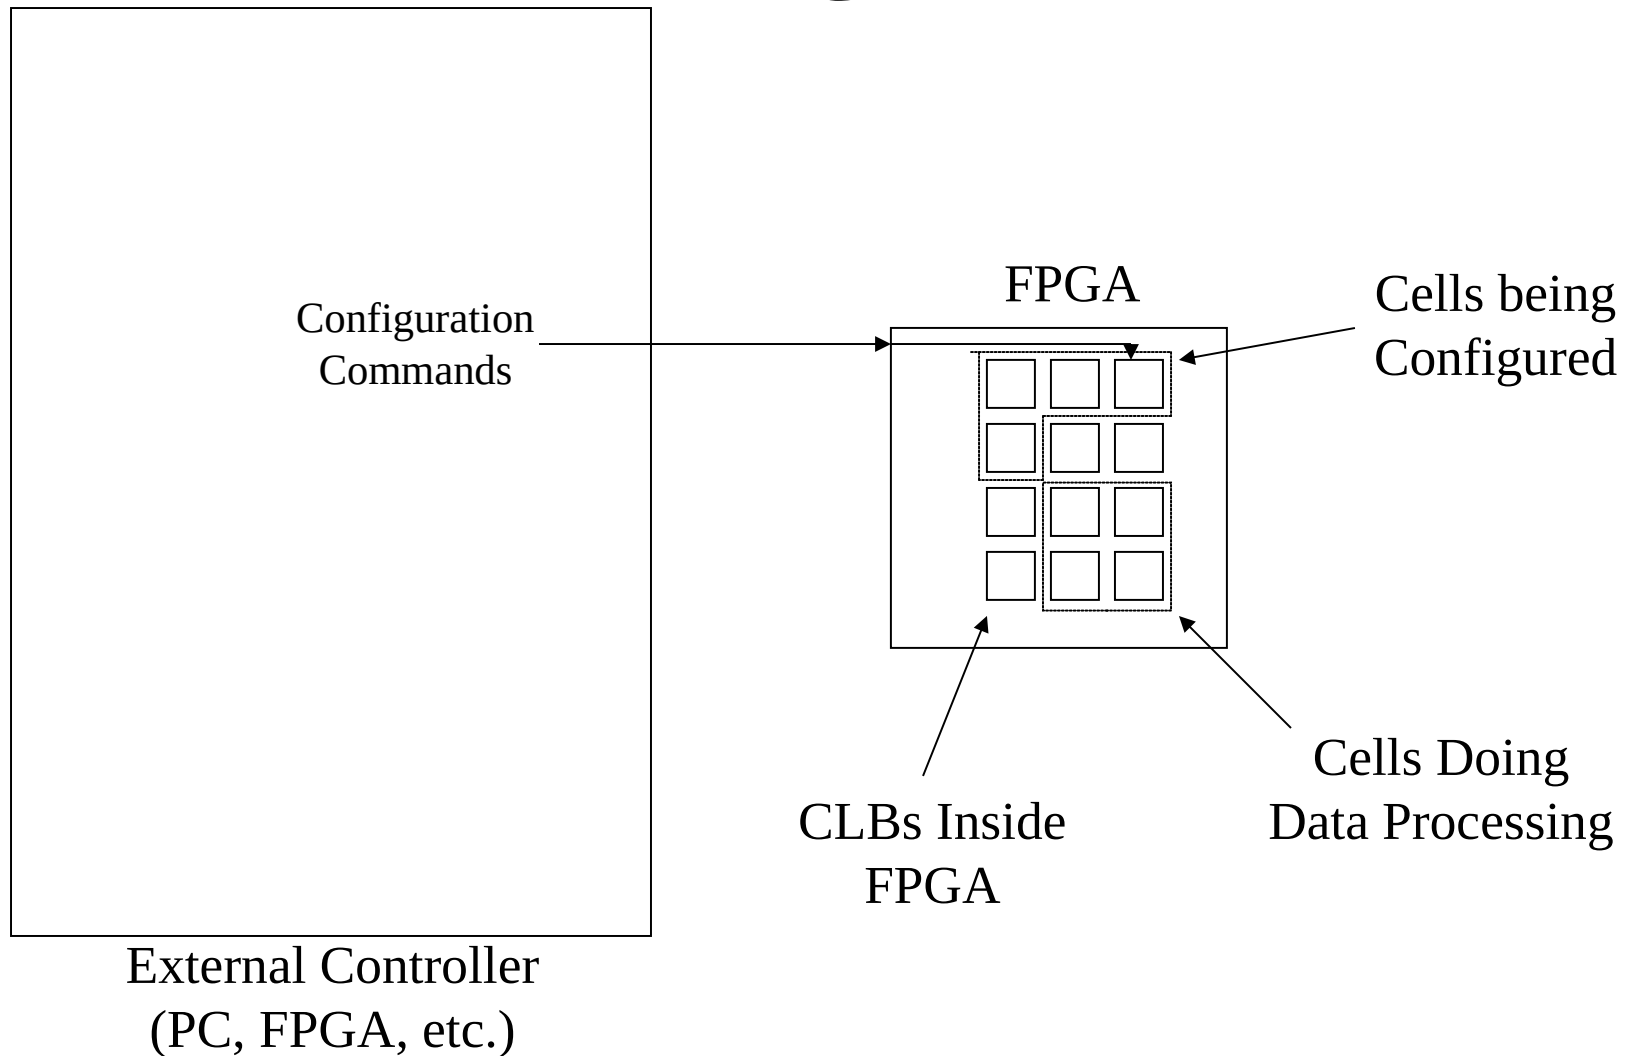 FPGA
Cells being
Configured
Configuration
Commands
Cells Doing
Data Processing
CLBs Inside
FPGA
External Controller
(PC, FPGA, etc.)